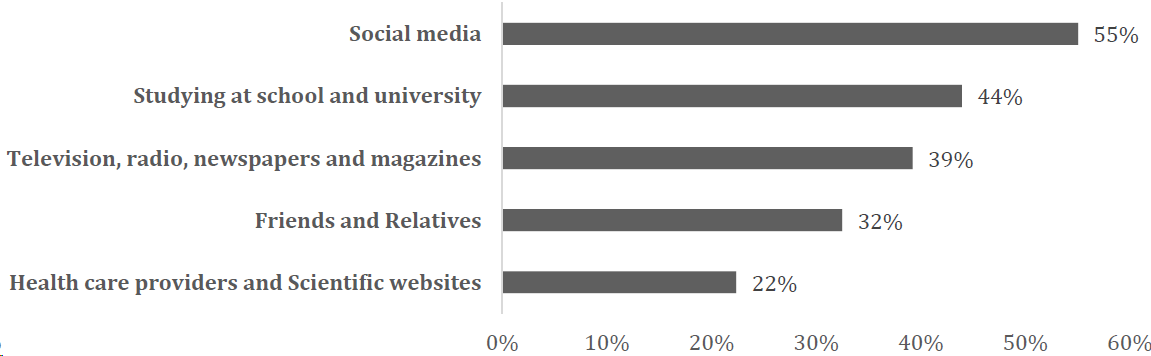 Social media 55%
Studying at school and university 44%
Television, radio, newspapers and magazines 39%
Friends and Relatives 32%
Health care providers and Scientific websites 22%
0% 10% 20% 30% 40% 50% 60%